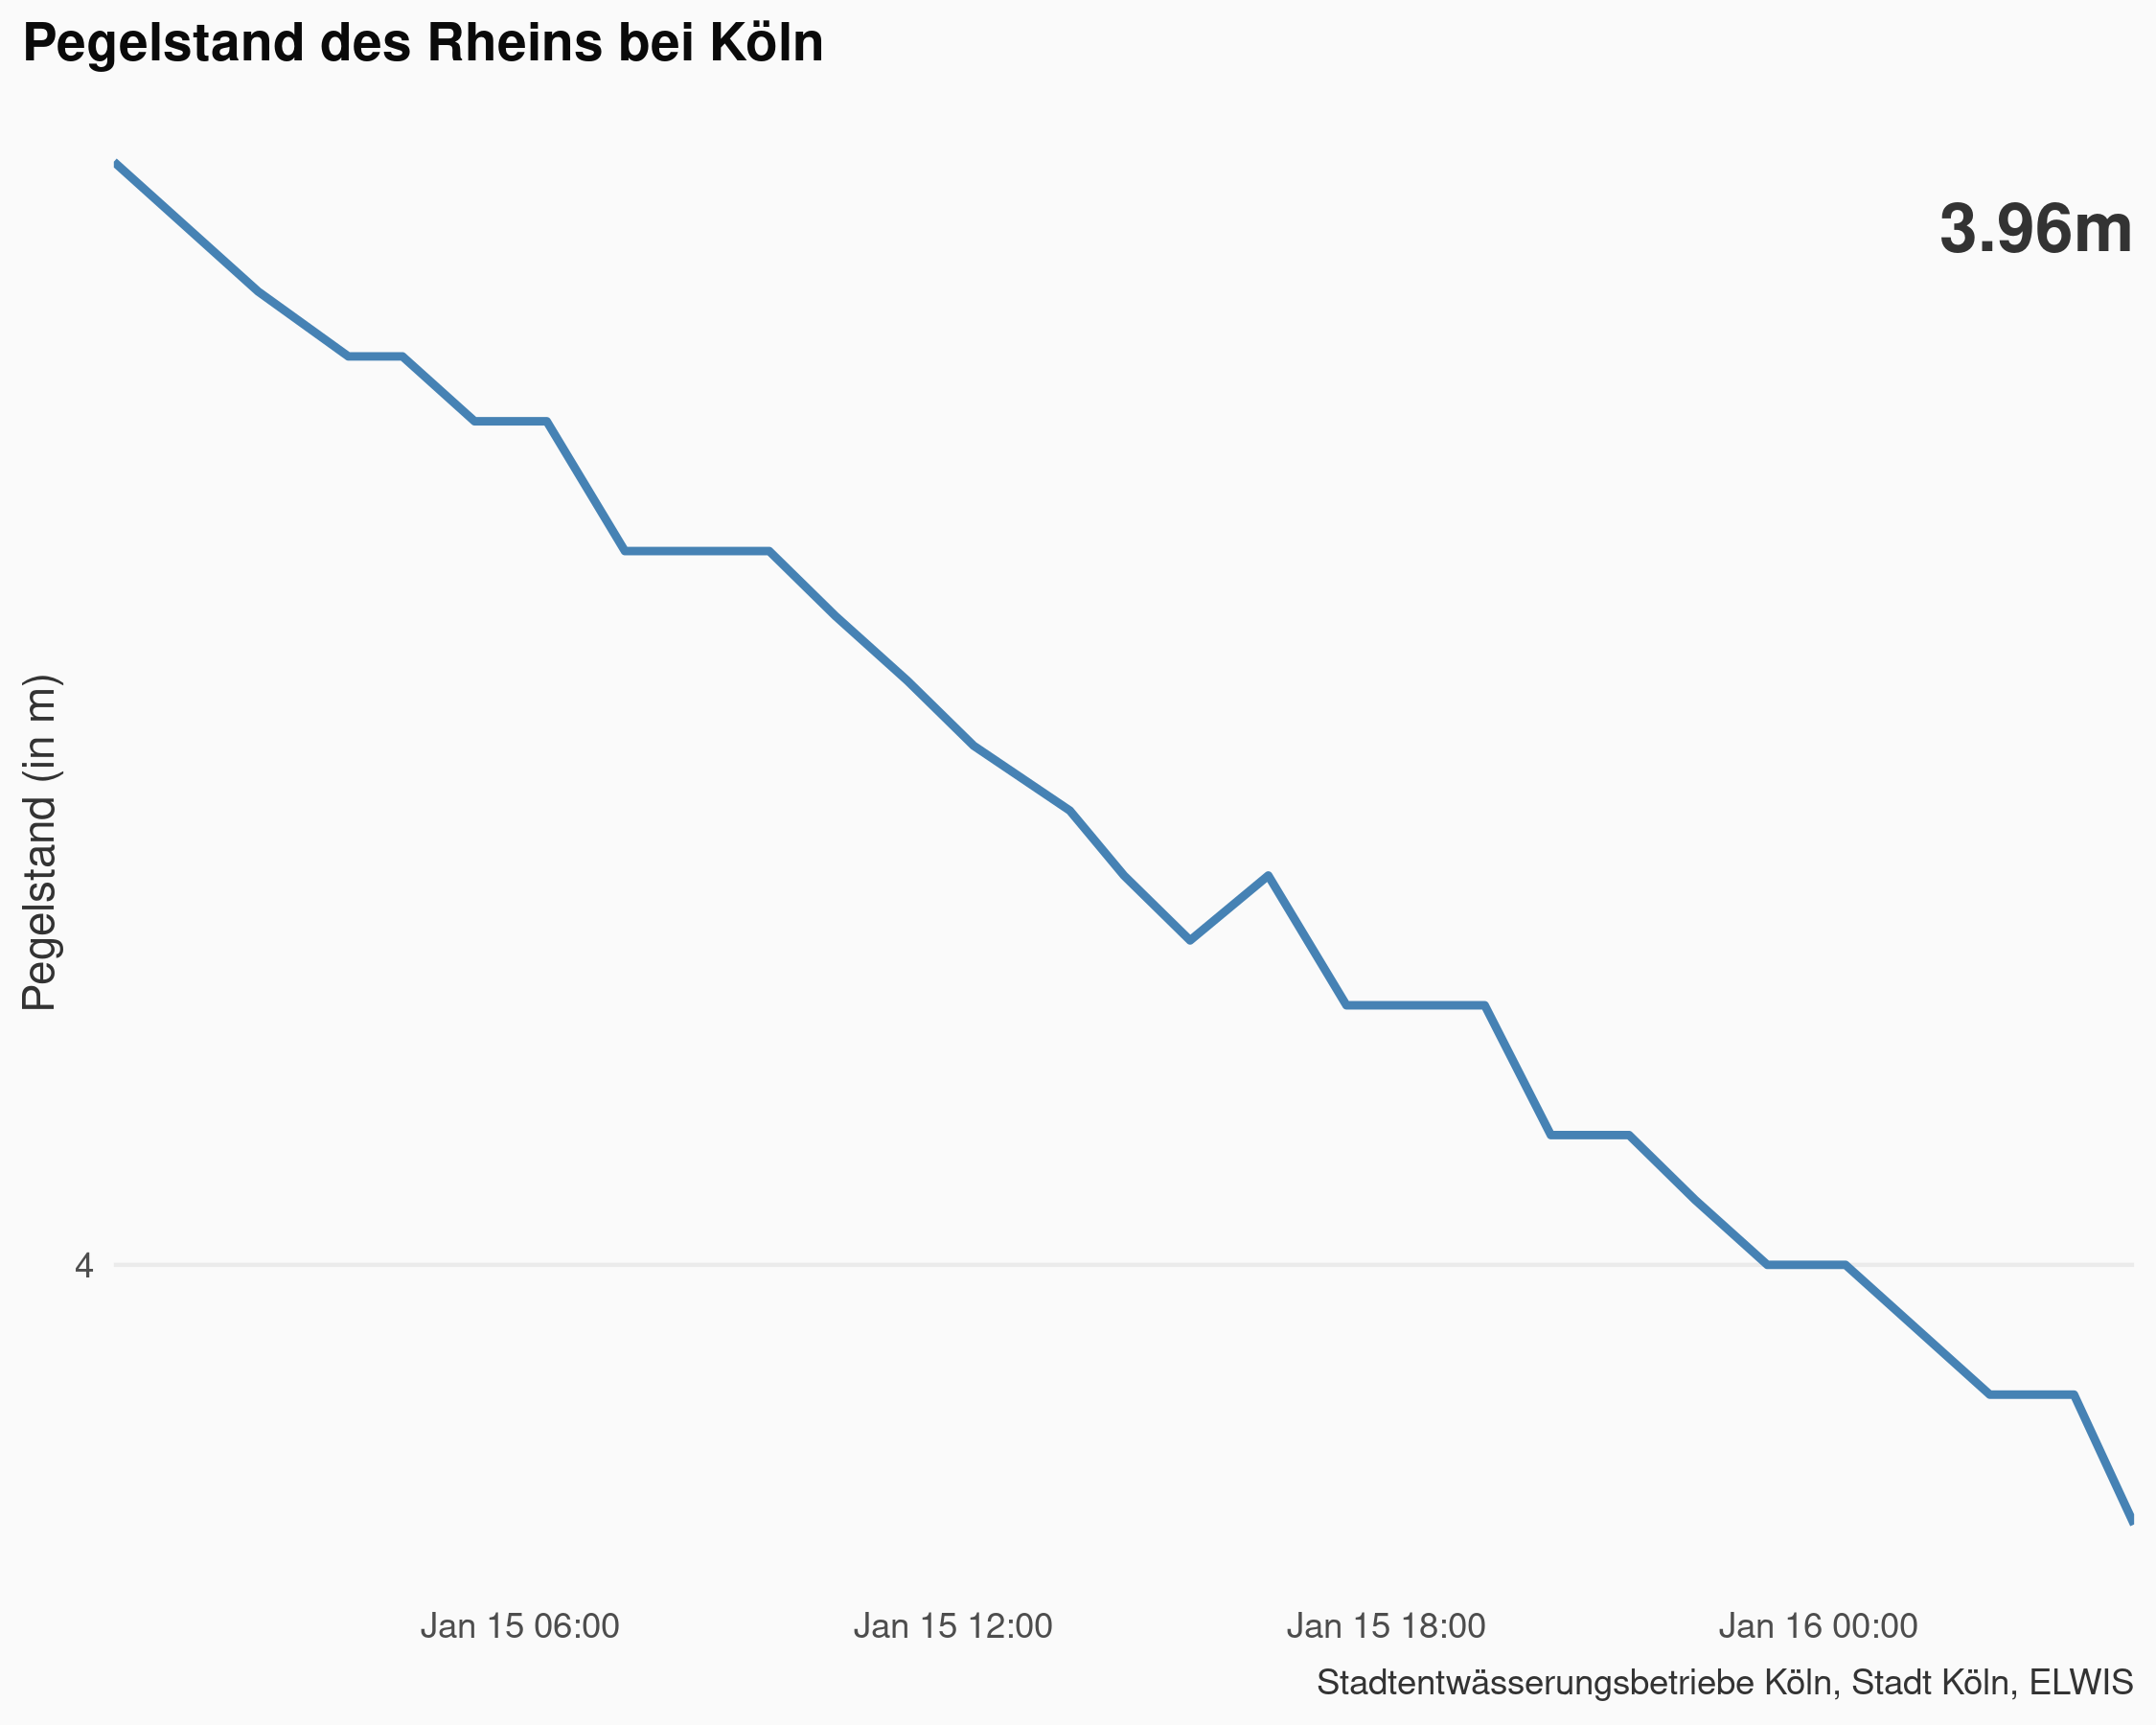 Pegelstand des Rheins bei Köln
3.96m
Pegelstand (in m)
4
Jan 15 06:00
Jan 15 12:00
Jan 15 18:00
Jan 16 00:00
Stadtentwässerungsbetriebe Köln, Stadt Köln, ELWIS